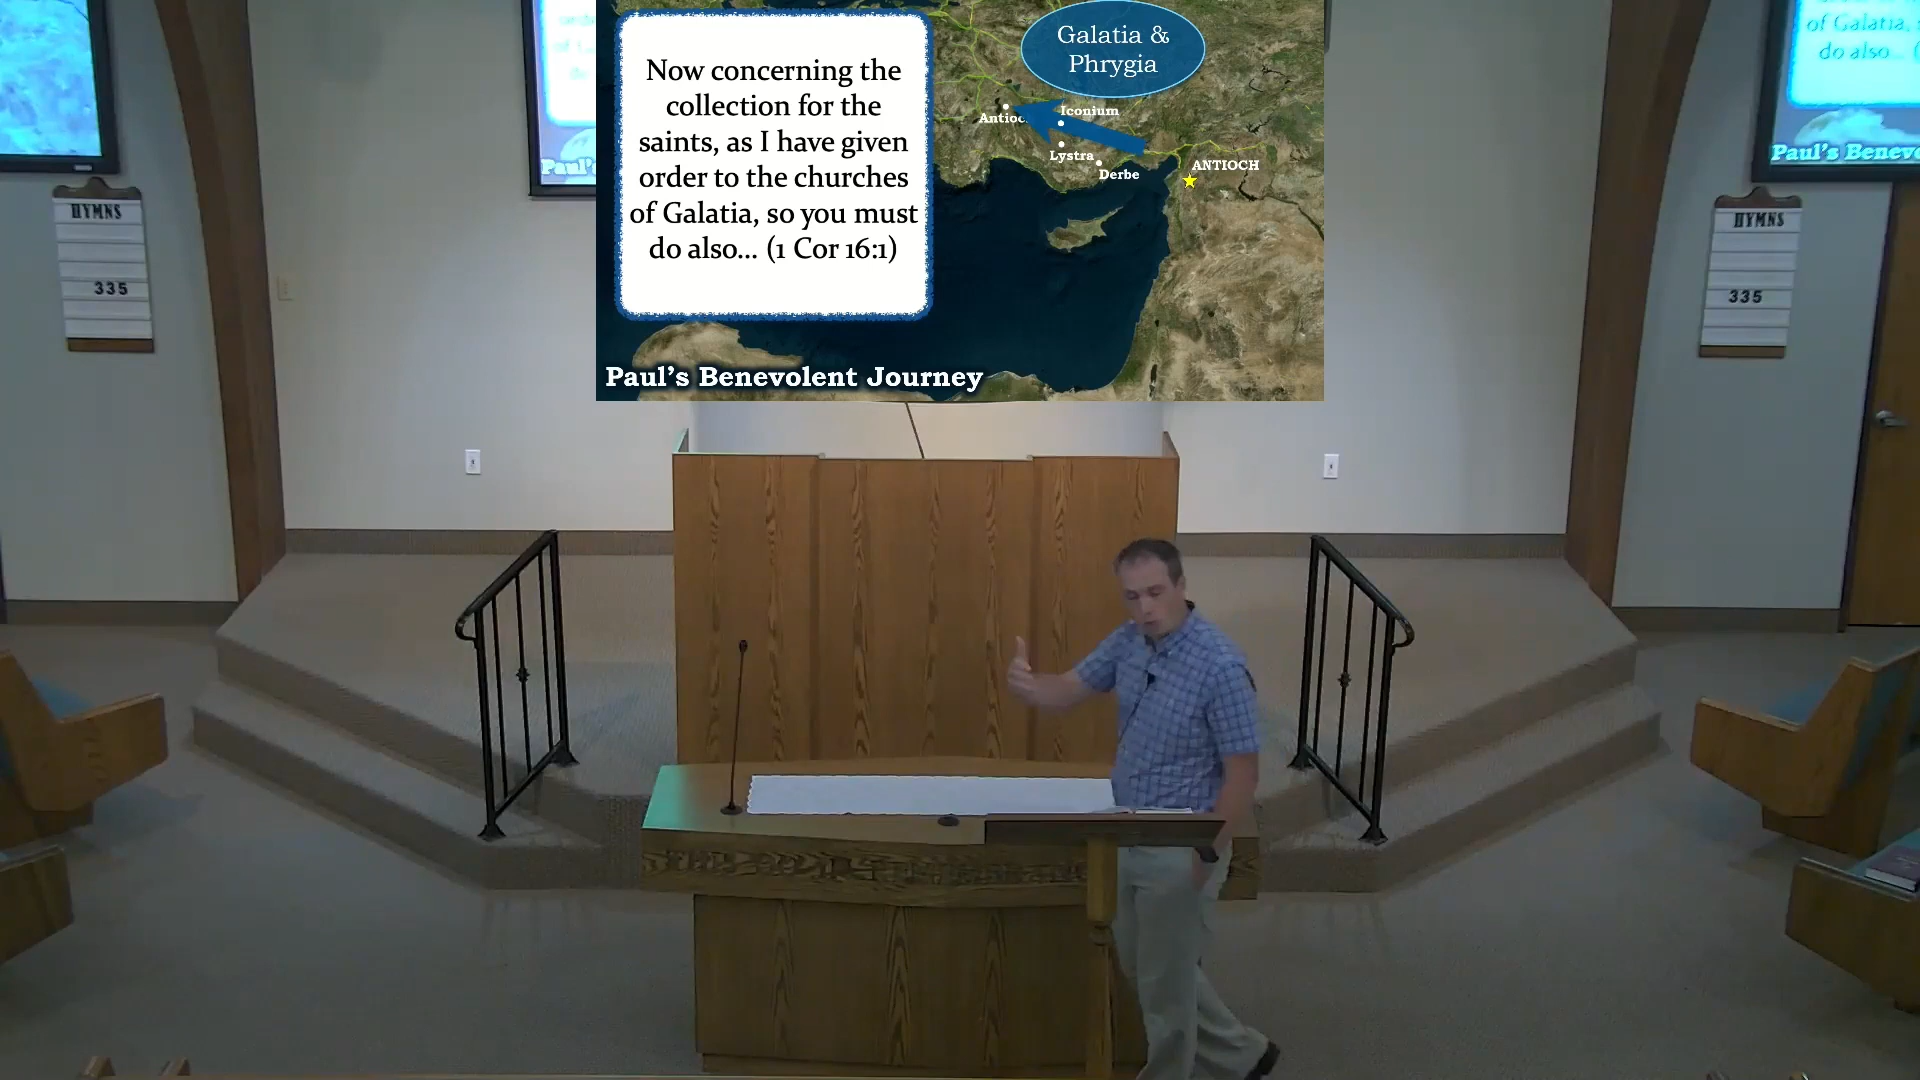 Now concerning the
collection for the
saints, as I have given
order to the churches
of Galatia, so you must
do also... (1 Cor 16:1)
Galatia &
Phrygia
Iconium
Lystra
Derbe
ANTIOCH
Paul's Benevolent Journey
HYMNS
335
HYMNS
335
of Galatia,
do also...
Paul's